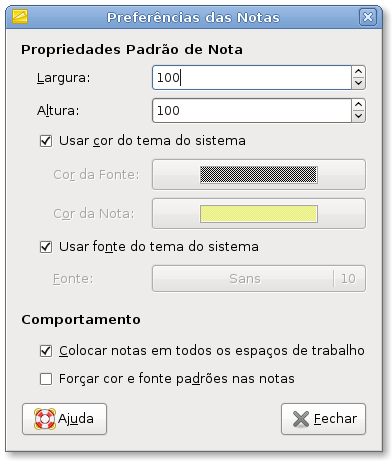 Preferências das Notas
Propriedades Padrão de Nota
Largura: 100
Altura: 100
Usar cor do tema do sistema
Cor da Fonte:
Cor da Nota:
Usar fonte do tema do sistema
Fonte: Sans 10
Comportamento
Colocar notas em todos os espaços de trabalho
Forçar cor e fonte padrões nas notas
Ajuda Fechar